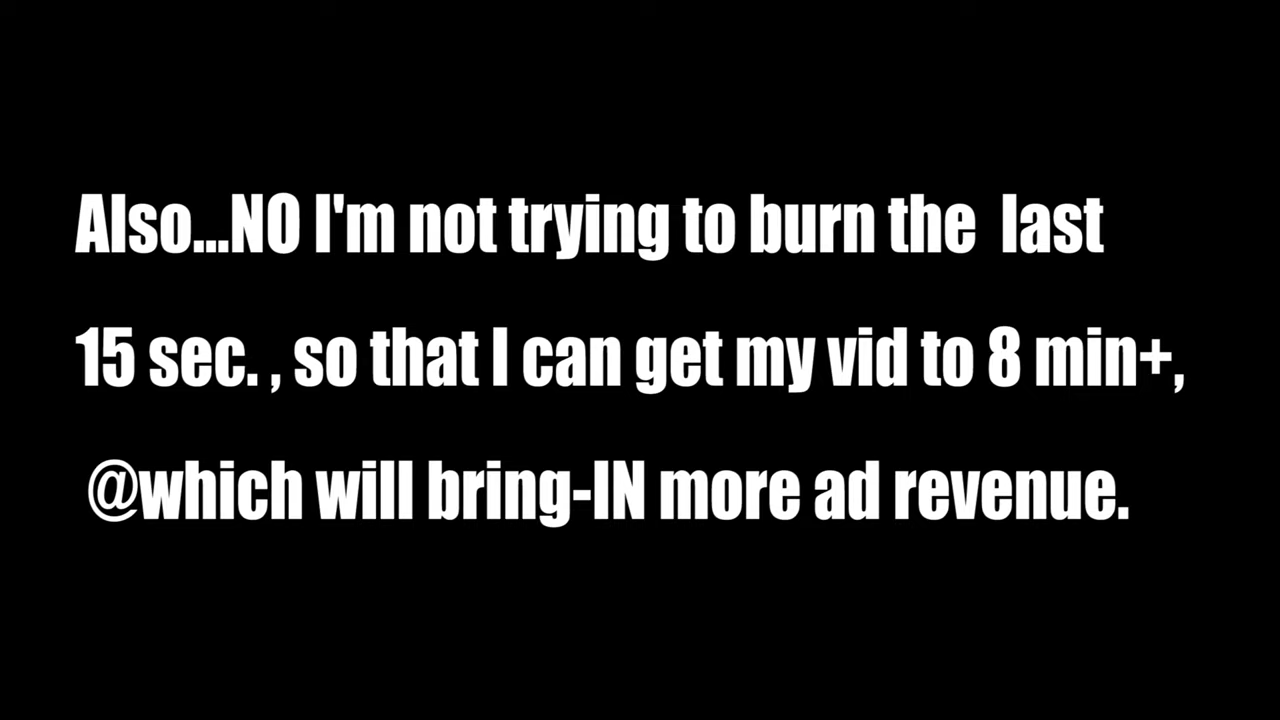 Also...NO I'm not trying to burn the  last
15 sec. , so that I can get my vid to 8 min+,
@which will bring-IN more ad revenue.